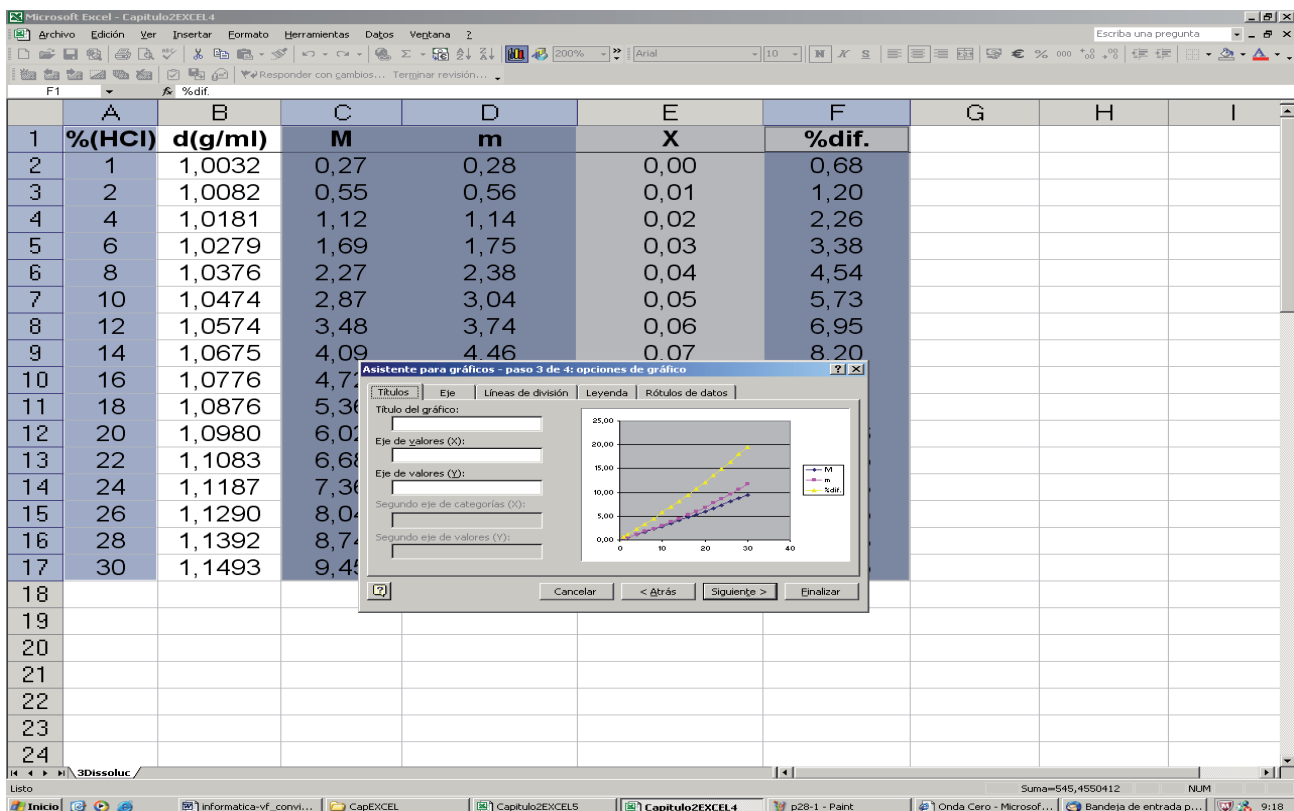 Microsoft Excel - Capitulo2EXCEL4
Archivo Edición Ver Insertar Formato Herramientas Datos Ventana ? Escriba una pregunta
200% Arial 10 N K S € % 000
Responder con cambios... Terminar revisión...
F1 fx %dif.
A B C D E F G H I
1 %(HCl) d(g/ml) M m X %dif.
2 1 1,0032 0,27 0,28 0,00 0,68
3 2 1,0082 0,55 0,56 0,01 1,20
4 4 1,0181 1,12 1,14 0,02 2,26
5 6 1,0279 1,69 1,75 0,03 3,38
6 8 1,0376 2,27 2,38 0,04 4,54
7 10 1,0474 2,87 3,04 0,05 5,73
8 12 1,0574 3,48 3,74 0,06 6,95
9 14 1,0675 4,09 4,46 0,07 8,20
10 16 1,0776
11 18 1,0876
12 20 1,0980
13 22 1,1083
14 24 1,1187
15 26 1,1290
16 28 1,1392
17 30 1,1493
18
19
20
21
22
23
24
Asistente para gráficos - paso 3 de 4: opciones de gráfico
Títulos Eje Líneas de división Leyenda Rótulos de datos
Título del gráfico:
Eje de valores (X):
Eje de valores (Y):
Segundo eje de categorías (X):
Segundo eje de valores (Y):
25,00
20,00
15,00
10,00
5,00
0,00
0 10 20 30 40
M
m
%dif.
Cancelar < Atrás Siguiente > Finalizar
3Dissoluc
Listo Suma=545,4550412 NUM
Inicio informatica-vf_convi... CapEXCEL Capitulo2EXCEL5 Capitulo2EXCEL4 p28-1 - Paint Onda Cero - Microsof... Bandeja de entrada p... 9:18